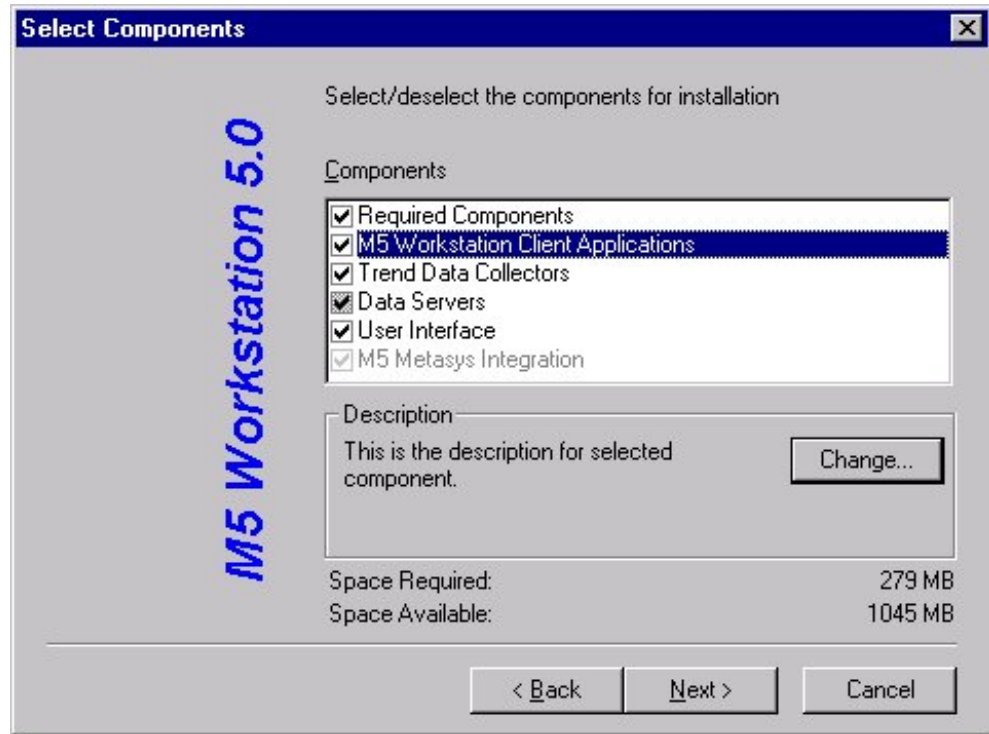 Select Components
M5 Workstation 5.0
Select/deselect the components for installation
Components
Required Components
M5 Workstation Client Applications
Trend Data Collectors
Data Servers
User Interface
M5 Metasys Integration
Description
This is the description for selected
component.
Change...
Space Required: 279 MB
Space Available: 1045 MB
< Back Next > Cancel